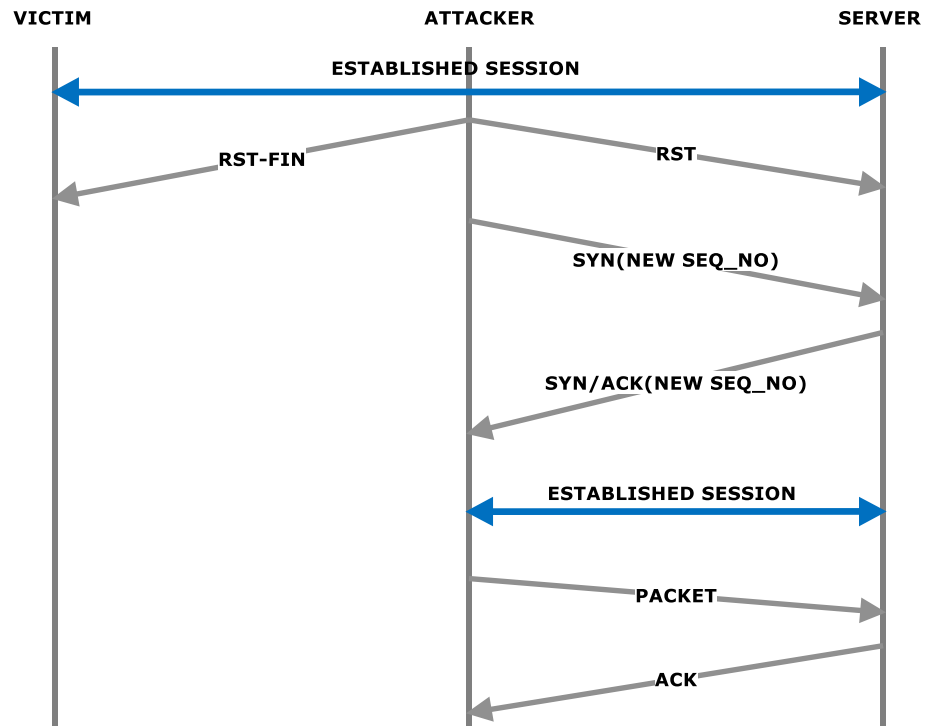 VICTIM
ATTACKER
SERVER
ESTABLISHED SESSION
RST-FIN
RST
SYN(NEW SEQ_NO)
SYN/ACK(NEW SEQ_NO)
ESTABLISHED SESSION
PACKET
ACK